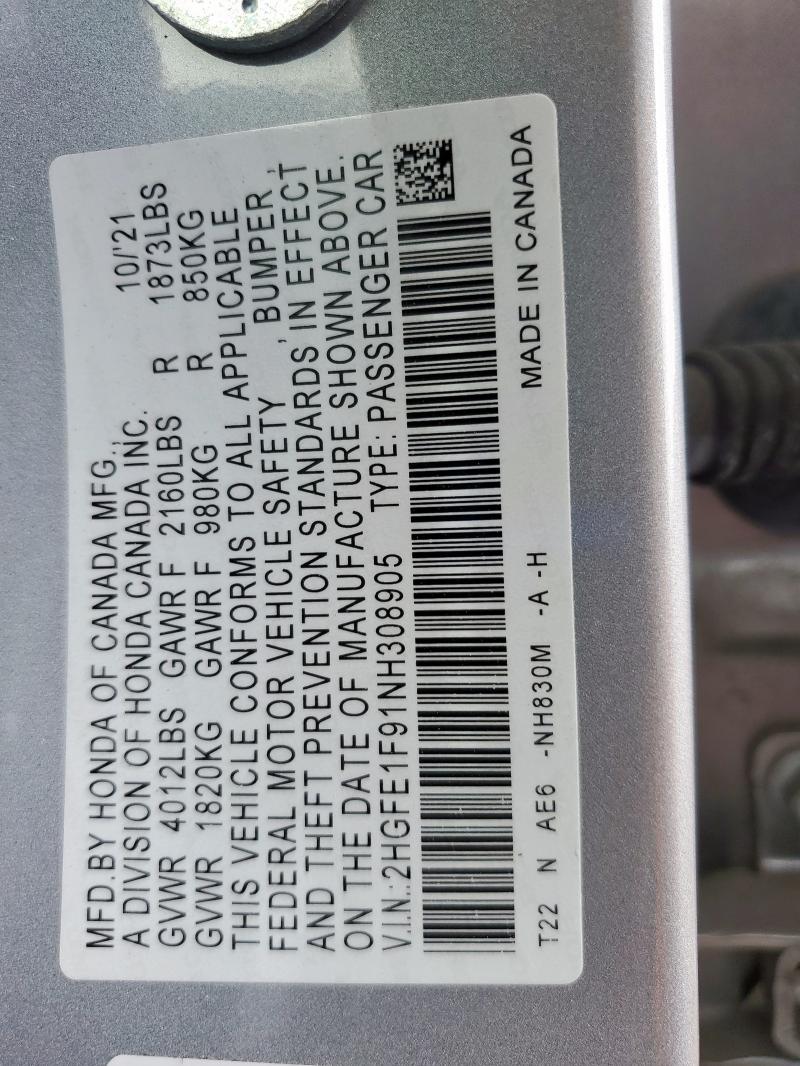 MFD.BY HONDA OF CANADA MFG.,
A DIVISION OF HONDA CANADA INC. 10/'21
GVWR 4012LBS GAWR F 2160LBS R 1873LBS
GVWR 1820KG GAWR F 980KG R 850KG
THIS VEHICLE CONFORMS TO ALL APPLICABLE
FEDERAL MOTOR VEHICLE SAFETY , BUMPER ,
AND THEFT PREVENTION STANDARDS IN EFFECT
ON THE DATE OF MANUFACTURE SHOWN ABOVE.
V.I.N.:2HGFE1F91NH308905 TYPE: PASSENGER CAR
T22 N AE6 -NH830M -A -H MADE IN CANADA